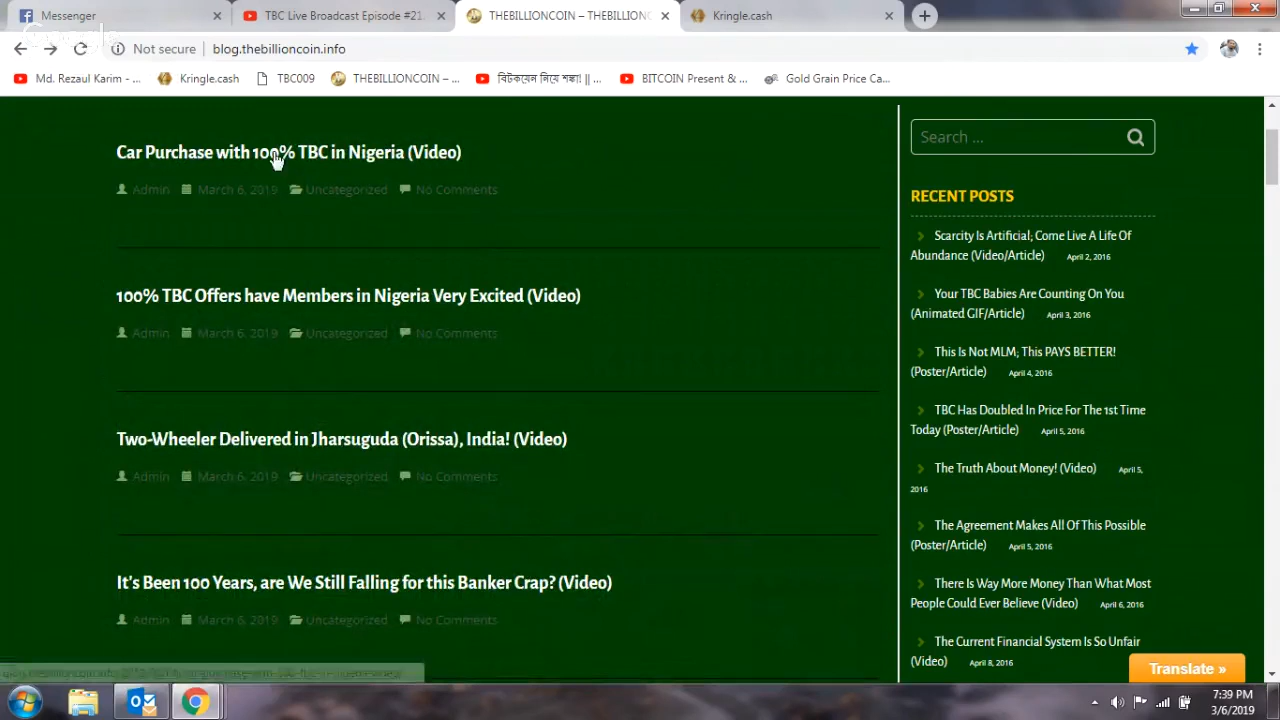 Messenger
TBC Live Broadcast Episode #21
THEBILLIONCOIN – THEBILLION
Kringle.cash
Not secure
blog.thebillioncoin.info
Md. Rezaul Karim - ...
Kringle.cash
TBC009
THEBILLIONCOIN – ...
বিটকয়েন নিয়ে শঙ্কা! || ...
BITCOIN Present & ...
Gold Grain Price Ca...
Car Purchase with 100% TBC in Nigeria (Video)
Admin March 6, 2019 Uncategorized No Comments
100% TBC Offers have Members in Nigeria Very Excited (Video)
Admin March 6, 2019 Uncategorized No Comments
Two-Wheeler Delivered in Jharsuguda (Orissa), India! (Video)
Admin March 6, 2019 Uncategorized No Comments
It's Been 100 Years, are We Still Falling for this Banker Crap? (Video)
Admin March 6, 2019 Uncategorized No Comments
Search ...
RECENT POSTS
Scarcity Is Artificial; Come Live A Life Of
Abundance (Video/Article) April 2, 2016
Your TBC Babies Are Counting On You
(Animated GIF/Article) April 3, 2016
This Is Not MLM; This PAYS BETTER!
(Poster/Article) April 4, 2016
TBC Has Doubled In Price For The 1st Time
Today (Poster/Article) April 5, 2016
The Truth About Money! (Video) April 5,
2016
The Agreement Makes All Of This Possible
(Poster/Article) April 5, 2016
There Is Way More Money Than What Most
People Could Ever Believe (Video) April 6, 2016
The Current Financial System Is So Unfair
(Video) April 8, 2016
Translate »
7:39 PM
3/6/2019